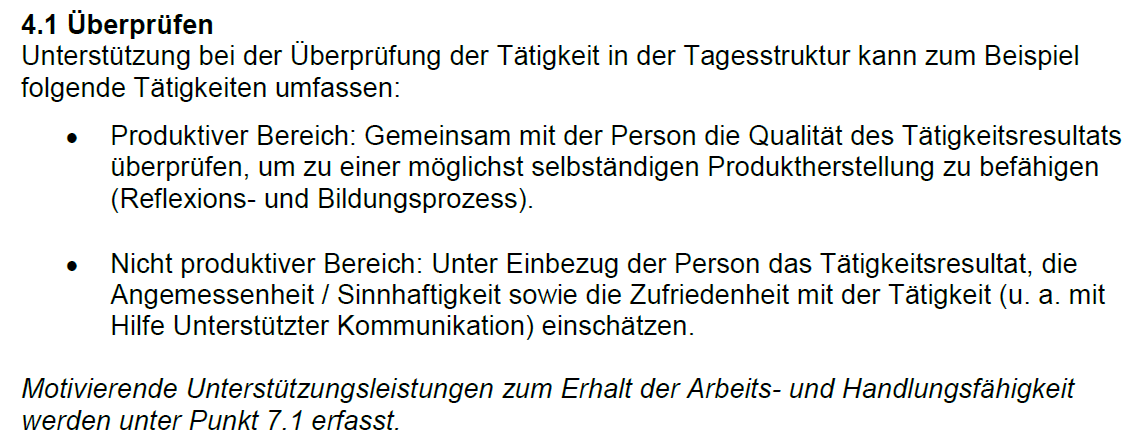 4.1 Überprüfen
Unterstützung bei der Überprüfung der Tätigkeit in der Tagesstruktur kann zum Beispiel
folgende Tätigkeiten umfassen:
• Produktiver Bereich: Gemeinsam mit der Person die Qualität des Tätigkeitsresultats
überprüfen, um zu einer möglichst selbständigen Produktherstellung zu befähigen
(Reflexions- und Bildungsprozess).
• Nicht produktiver Bereich: Unter Einbezug der Person das Tätigkeitsresultat, die
Angemessenheit / Sinnhaftigkeit sowie die Zufriedenheit mit der Tätigkeit (u. a. mit
Hilfe Unterstützter Kommunikation) einschätzen.
Motivierende Unterstützungsleistungen zum Erhalt der Arbeits- und Handlungsfähigkeit
werden unter Punkt 7.1 erfasst.